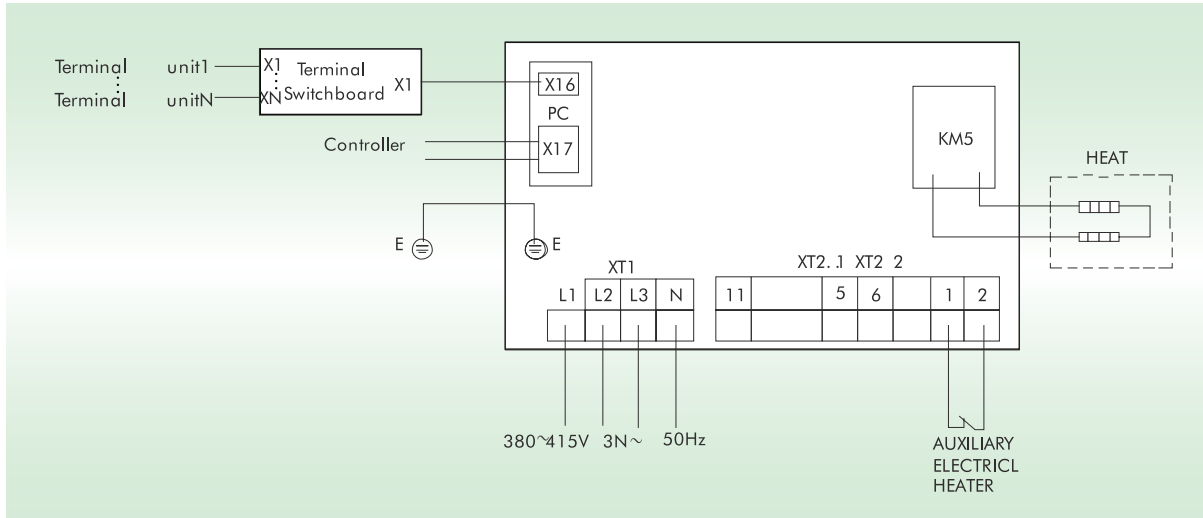 Terminal unit1
Terminal unitN
X1
XN
Terminal
Switchboard
X1
X16
PC
X17
Controller
E
E
KM5
HEAT
XT1
L1 L2 L3 N
XT2. .1 XT2 2
11 5 6 1 2
380~415V 3N~ 50Hz
AUXILIARY
ELECTRICL
HEATER